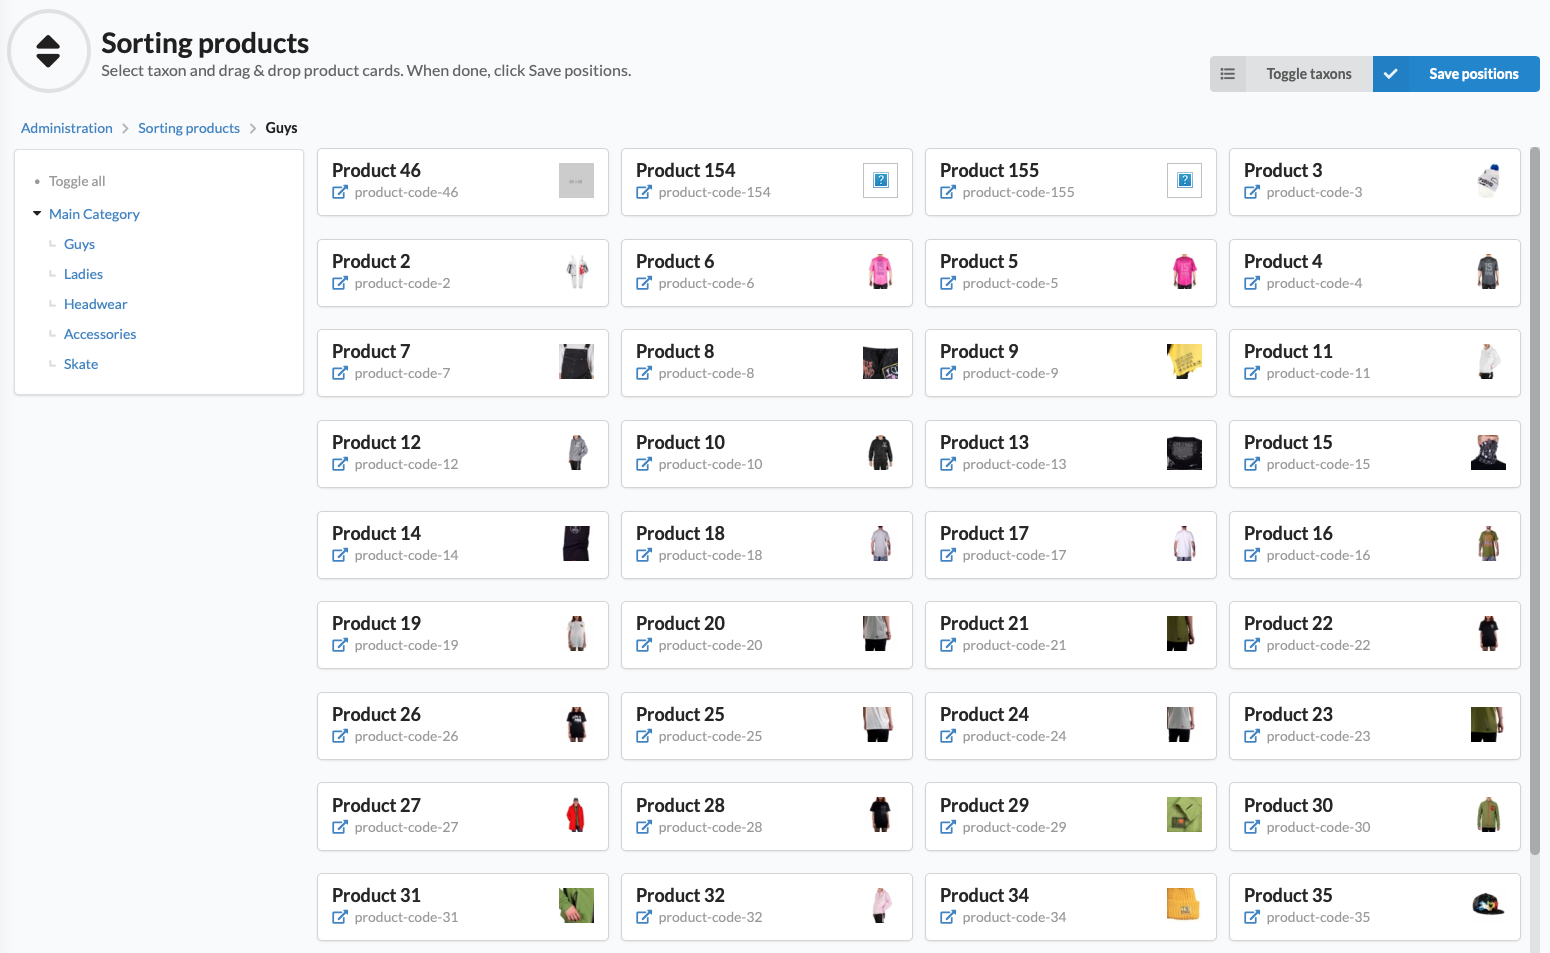 Sorting products
Select taxon and drag & drop product cards. When done, click Save positions.
Toggle taxons
Save positions
Administration > Sorting products > Guys
Toggle all
Main Category
Guys
Ladies
Headwear
Accessories
Skate
Product 46
product-code-46
Product 154
product-code-154
Product 155
product-code-155
Product 3
product-code-3
Product 2
product-code-2
Product 6
product-code-6
Product 5
product-code-5
Product 4
product-code-4
Product 7
product-code-7
Product 8
product-code-8
Product 9
product-code-9
Product 11
product-code-11
Product 12
product-code-12
Product 10
product-code-10
Product 13
product-code-13
Product 15
product-code-15
Product 14
product-code-14
Product 18
product-code-18
Product 17
product-code-17
Product 16
product-code-16
Product 19
product-code-19
Product 20
product-code-20
Product 21
product-code-21
Product 22
product-code-22
Product 26
product-code-26
Product 25
product-code-25
Product 24
product-code-24
Product 23
product-code-23
Product 27
product-code-27
Product 28
product-code-28
Product 29
product-code-29
Product 30
product-code-30
Product 31
product-code-31
Product 32
product-code-32
Product 34
product-code-34
Product 35
product-code-35